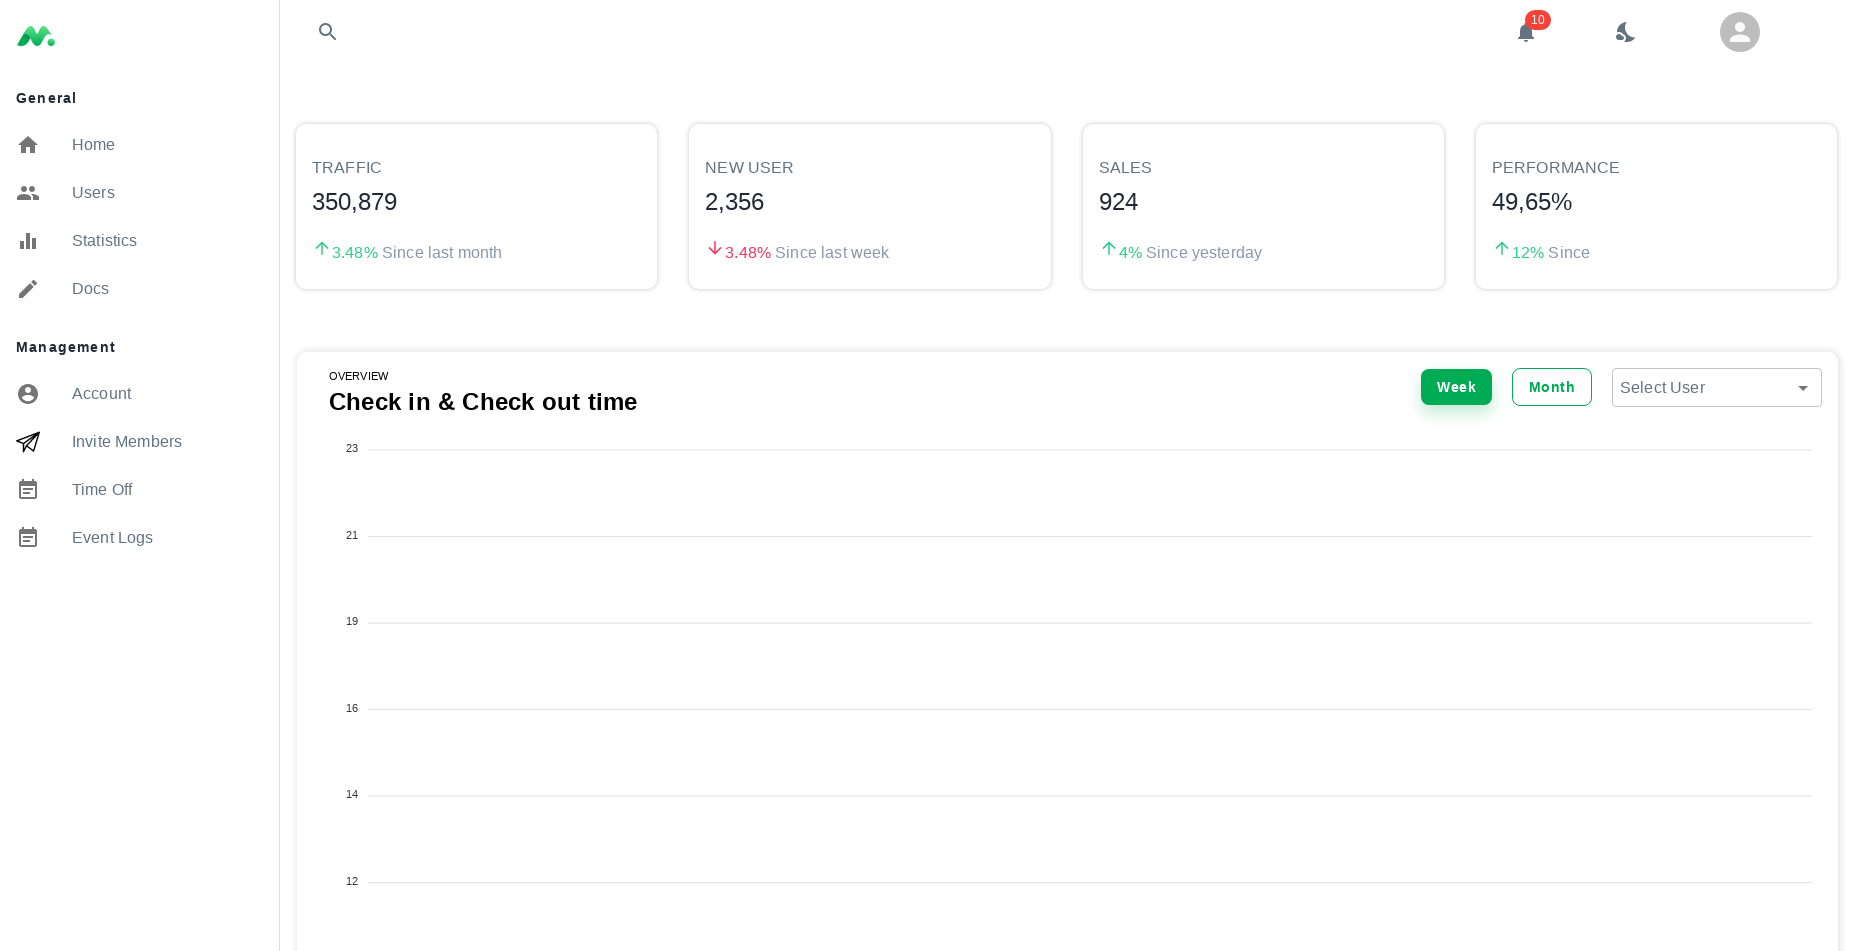 10
General
Home
Users
Statistics
Docs
Management
Account
Invite Members
Time Off
Event Logs
TRAFFIC
350,879
3.48% Since last month
NEW USER
2,356
3.48% Since last week
SALES
924
4% Since yesterday
PERFORMANCE
49,65%
12% Since
OVERVIEW
Check in & Check out time
Week
Month
Select User
23
21
19
16
14
12